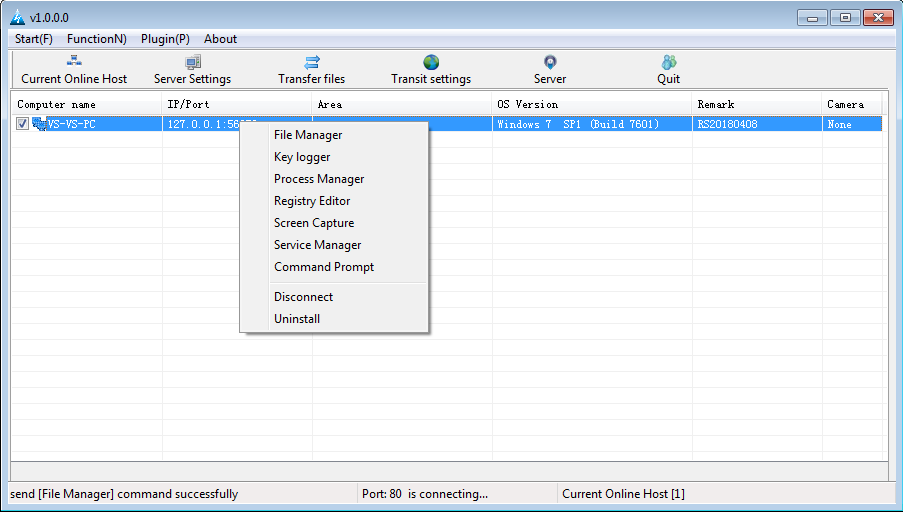 v1.0.0.0
Start(F) FunctionN) Plugin(P) About
Current Online Host Server Settings Transfer files Transit settings Server Quit
Computer name IP/Port Area OS Version Remark Camera
VS-VS-PC 127.0.0.1:56 Windows 7 SP1 (Build 7601) RS20180408 None
File Manager
Key logger
Process Manager
Registry Editor
Screen Capture
Service Manager
Command Prompt
Disconnect
Uninstall
send [File Manager] command successfully Port: 80 is connecting... Current Online Host [1]